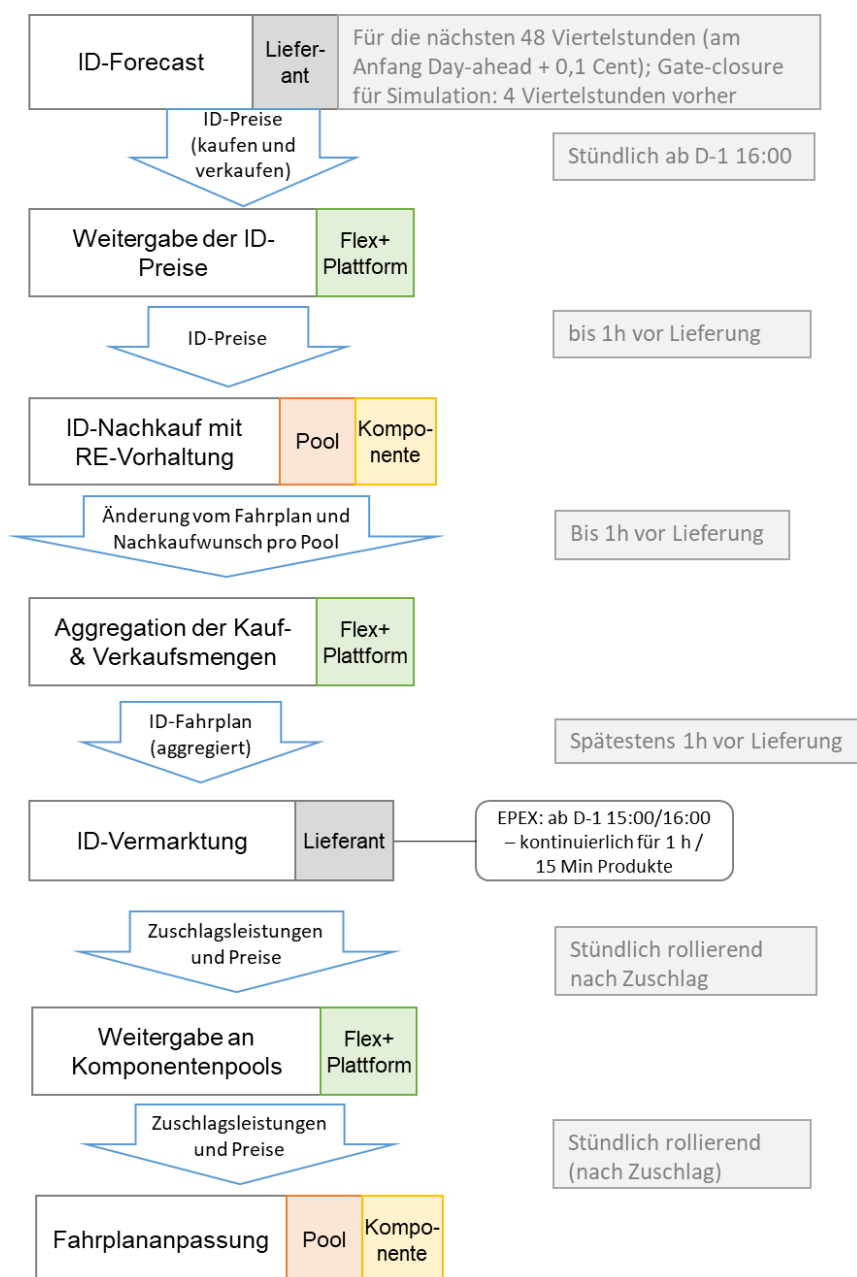 ID-Forecast
Liefer-
ant
Für die nächsten 48 Viertelstunden (am
Anfang Day-ahead + 0,1 Cent); Gate-closure
für Simulation: 4 Viertelstunden vorher
ID-Preise
(kaufen und
verkaufen)
Stündlich ab D-1 16:00
Weitergabe der ID-
Preise
Flex+
Plattform
ID-Preise
bis 1h vor Lieferung
ID-Nachkauf mit
RE-Vorhaltung
Pool
Kompo-
nente
Änderung vom Fahrplan und
Nachkaufwunsch pro Pool
Bis 1h vor Lieferung
Aggregation der Kauf-
& Verkaufsmengen
Flex+
Plattform
ID-Fahrplan
(aggregiert)
Spätestens 1h vor Lieferung
ID-Vermarktung
Lieferant
EPEX: ab D-1 15:00/16:00
– kontinuierlich für 1 h /
15 Min Produkte
Zuschlagsleistungen
und Preise
Stündlich rollierend
nach Zuschlag
Weitergabe an
Komponentenpools
Flex+
Plattform
Zuschlagsleistungen
und Preise
Stündlich rollierend
(nach Zuschlag)
Fahrplananpassung
Pool
Kompo-
nente